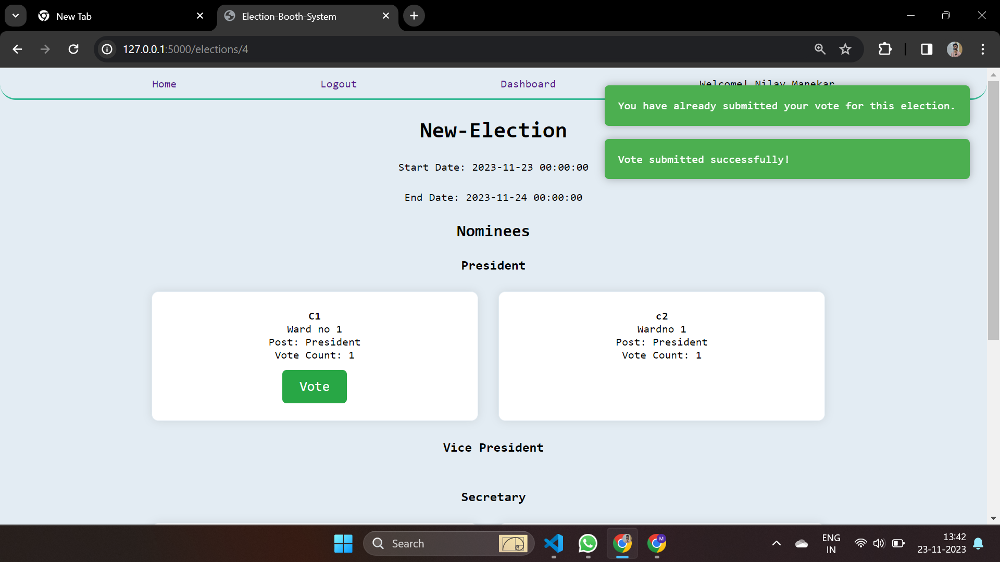 New Tab
Election-Booth-System
127.0.0.1:5000/elections/4
Home
Logout
Dashboard
Welcome! Nilay Manekar
You have already submitted your vote for this election.
Vote submitted successfully!
New-Election
Start Date: 2023-11-23 00:00:00
End Date: 2023-11-24 00:00:00
Nominees
President
C1
Ward no 1
Post: President
Vote Count: 1
Vote
c2
Wardno 1
Post: President
Vote Count: 1
Vice President
Secretary
Search
M
ENG
IN
13:42
23-11-2023